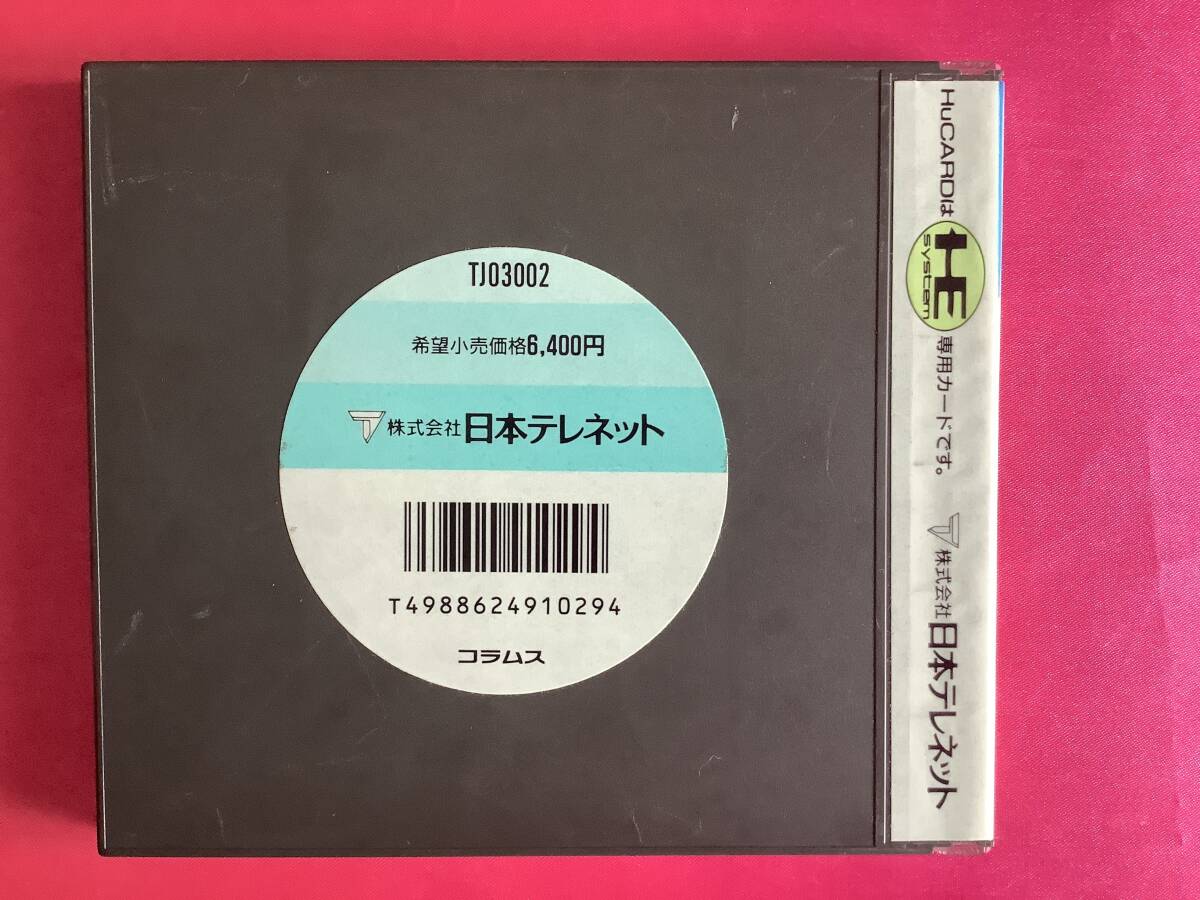 TJ03002
希望小売価格6,400円
株式会社 日本テレネット
T4988624910294
コラムス
HuCARDは HE system 専用カードです。 株式会社 日本テレネット